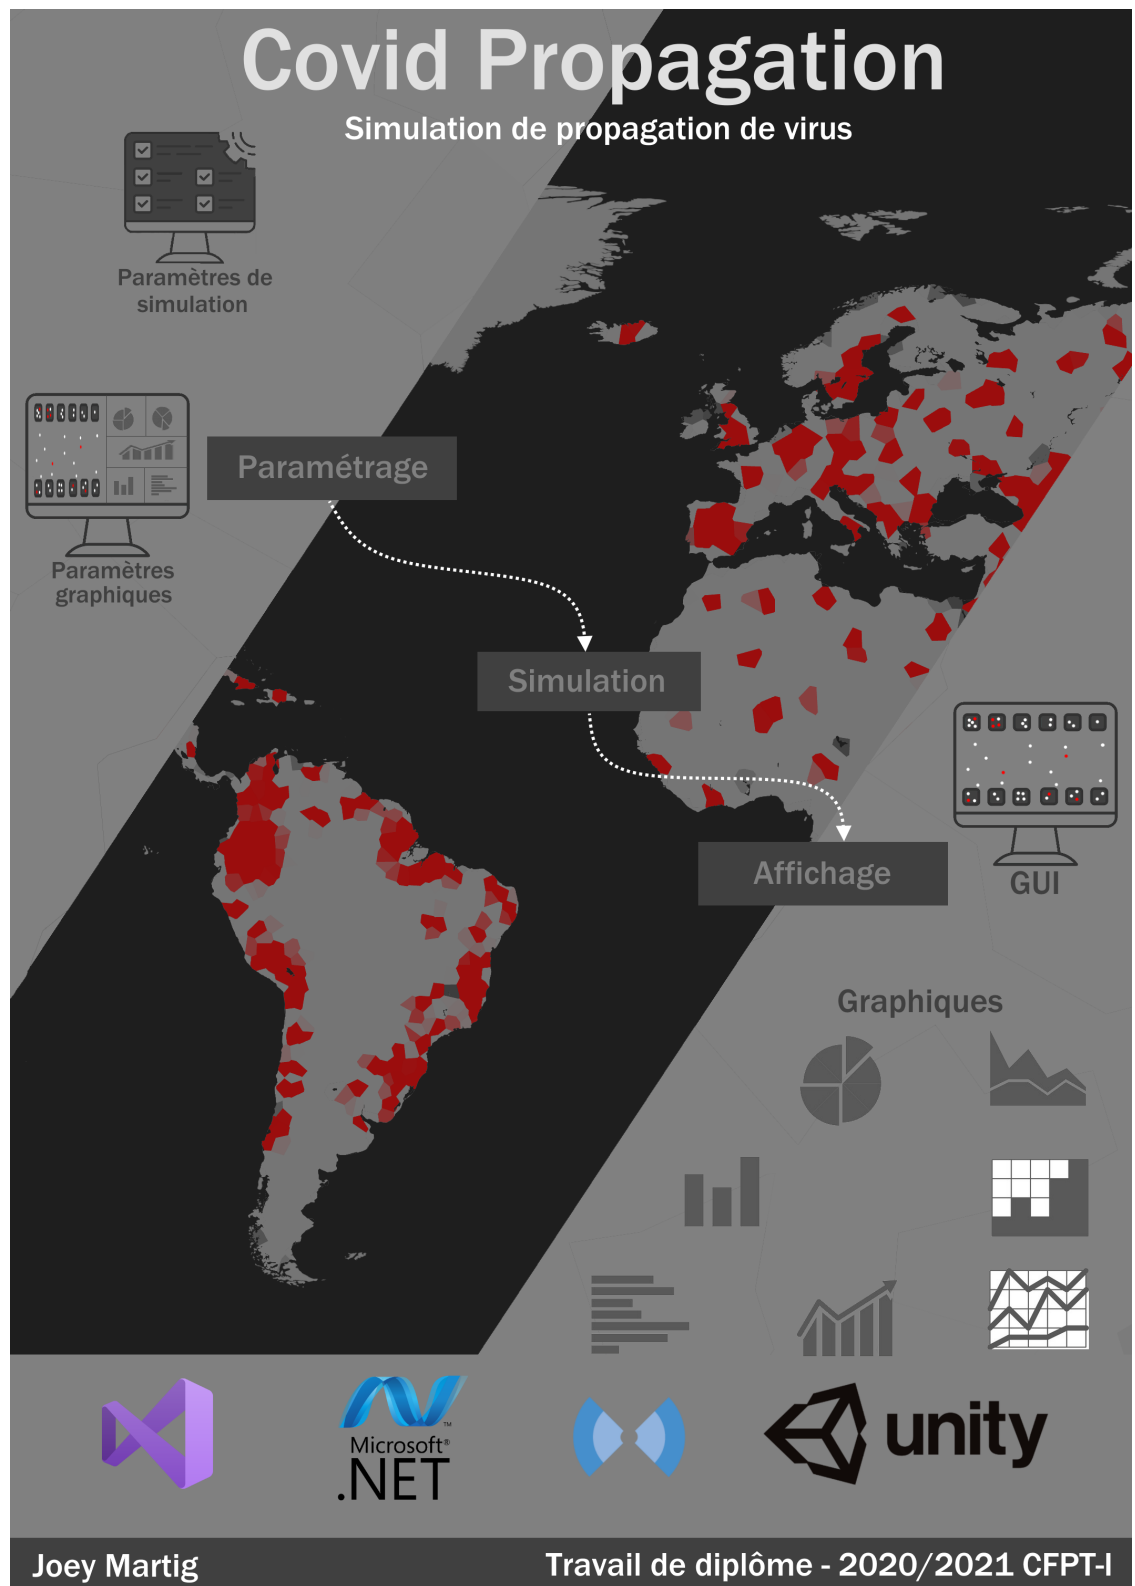 Covid Propagation
Simulation de propagation de virus
Paramètres de
simulation
Paramétrage
Paramètres
graphiques
Simulation
Affichage
GUI
Graphiques
Microsoft®
.NET
TM
unity
Joey Martig
Travail de diplôme - 2020/2021 CFPT-I